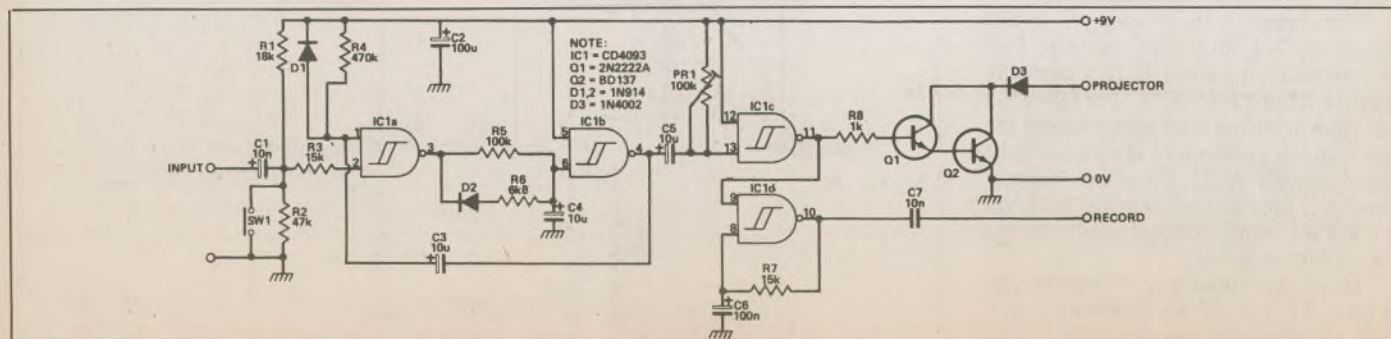 +9V
R1
18k
D1
R4
470k
C2
100u
NOTE:
IC1 = CD4093
Q1 = 2N2222A
Q2 = BD137
D1,2 = 1N914
D3 = 1N4002
PR1
100k
D3
PROJECTOR
IC1a
IC1b
IC1c
12
11
13
R8
1k
Q1
Q2
0V
C1
10n
INPUT
R3
15k
1
2
3
R5
100k
5
6
4
C5
10u
D2
R6
6k8
C4
10u
SW1
R2
47k
C3
10u
IC1d
9
8
10
C7
10n
RECORD
R7
15k
C6
100n